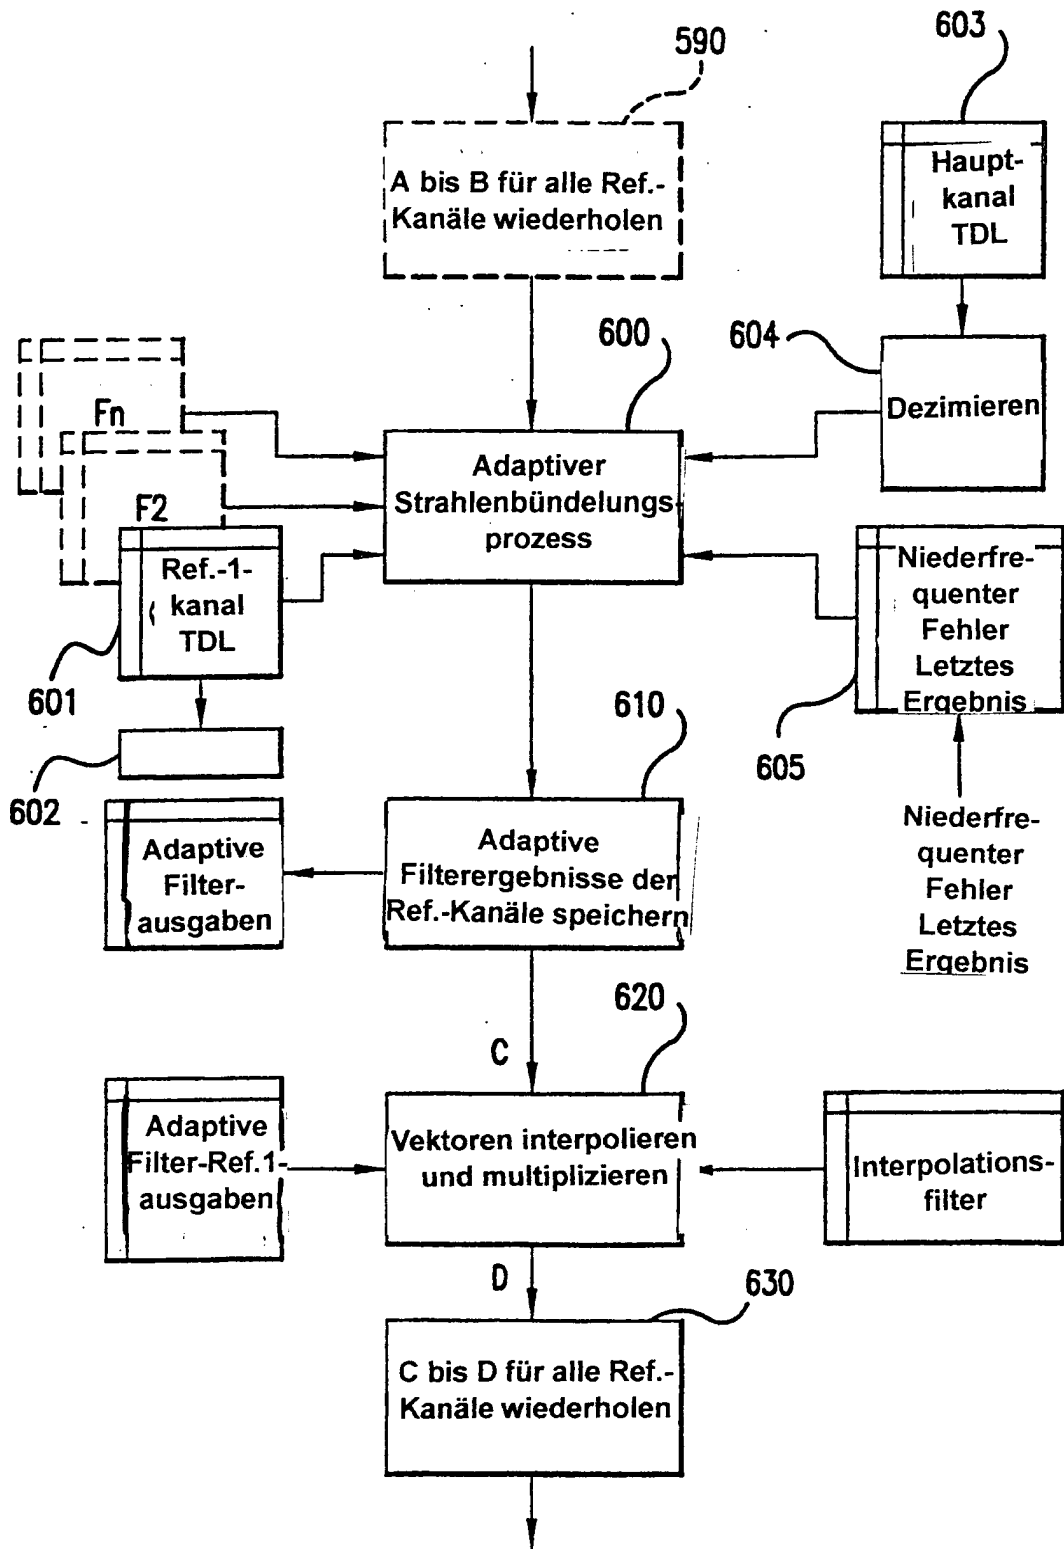 590
603
A bis B für alle Ref.-
Kanäle wiederholen
Haupt-
kanal
TDL
600
604
Dezimieren
Fn
F2
Ref.-1-
kanal
TDL
Adaptiver
Strahlenbündelungs-
prozess
Niederfre-
quenter
Fehler
Letztes
Ergebnis
601
602
610
605
Adaptive
Filter-
ausgaben
Adaptive
Filterergebnisse der
Ref.-Kanäle speichern
Niederfre-
quenter
Fehler
Letztes
Ergebnis
620
C
Adaptive
Filter-Ref.1-
ausgaben
Vektoren interpolieren
und multiplizieren
Interpolations-
filter
D
630
C bis D für alle Ref.-
Kanäle wiederholen